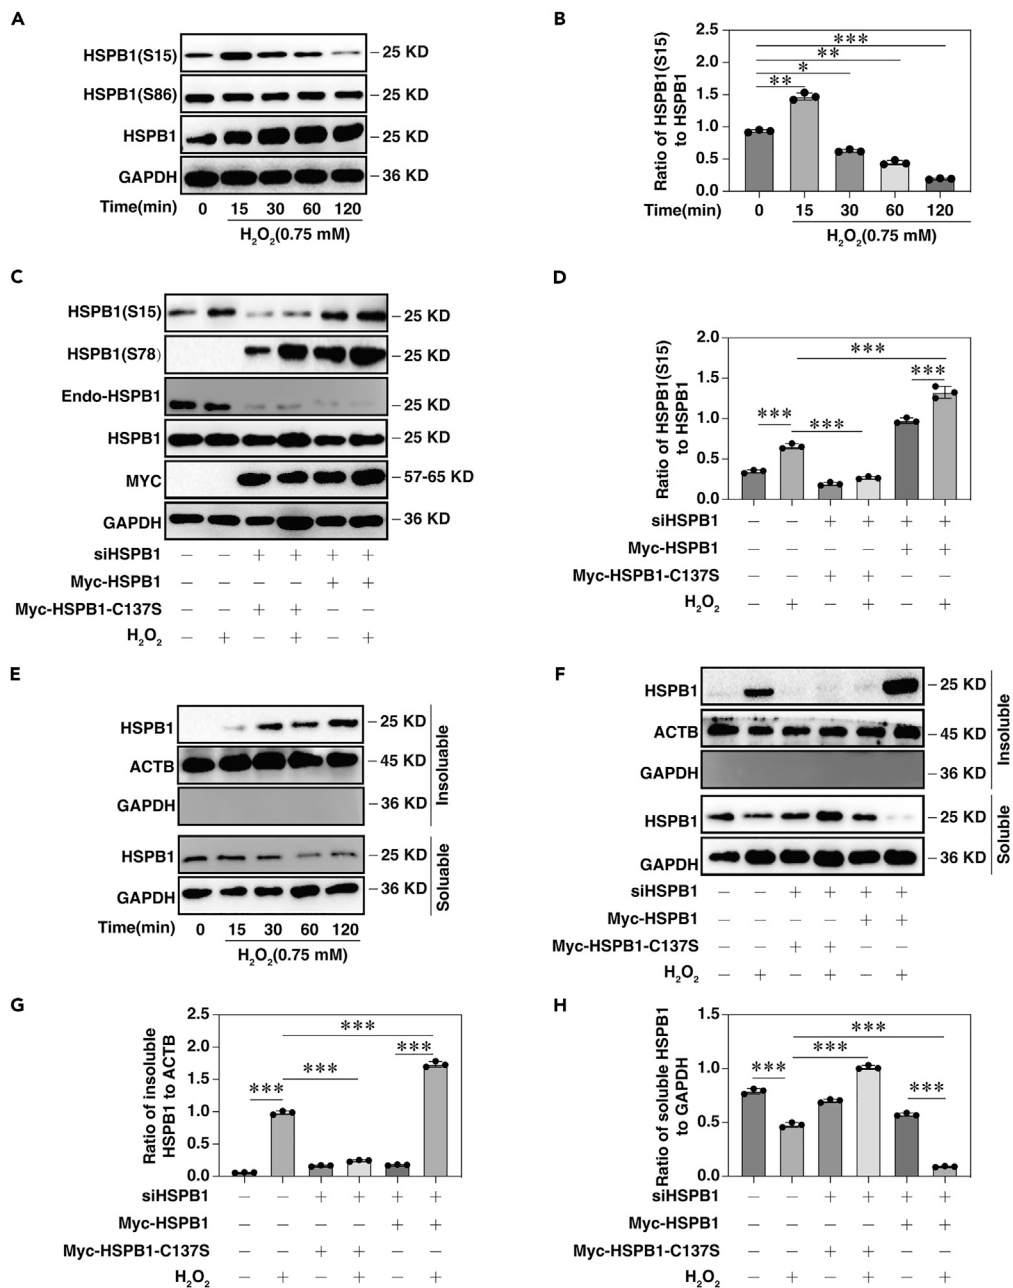 A
HSPB1(S15) – 25 KD
HSPB1(S86) – 25 KD
HSPB1 – 25 KD
GAPDH – 36 KD
Time(min) 0 15 30 60 120
H₂O₂(0.75 mM)
B
Ratio of HSPB1(S15)
to HSPB1
2.5
2.0
1.5
1.0
0.5
0.0
***
**
*
**
Time(min) 0 15 30 60 120
H₂O₂(0.75 mM)
C
HSPB1(S15) – 25 KD
HSPB1(S78) – 25 KD
Endo-HSPB1 – 25 KD
HSPB1 – 25 KD
MYC – 57-65 KD
GAPDH – 36 KD
siHSPB1 – – + + + +
Myc-HSPB1 – – – – + +
Myc-HSPB1-C137S – – + + – –
H₂O₂ – + – + – +
D
Ratio of HSPB1(S15)
to HSPB1
2.0
1.5
1.0
0.5
0.0
***
***
***
***
siHSPB1 – – + + + +
Myc-HSPB1 – – – – + +
Myc-HSPB1-C137S – – + + – –
H₂O₂ – + – + – +
E
HSPB1 – 25 KD
ACTB – 45 KD
GAPDH – 36 KD
Insoluable
HSPB1 – 25 KD
GAPDH – 36 KD
Soluable
Time(min) 0 15 30 60 120
H₂O₂(0.75 mM)
F
HSPB1 – 25 KD
ACTB – 45 KD
GAPDH – 36 KD
Insoluble
HSPB1 – 25 KD
GAPDH – 36 KD
Soluble
siHSPB1 – – + + + +
Myc-HSPB1 – – – – + +
Myc-HSPB1-C137S – – + + – –
H₂O₂ – + – + – +
G
Ratio of insoluble
HSPB1 to ACTB
2.5
2.0
1.5
1.0
0.5
0.0
***
***
***
***
siHSPB1 – – + + + +
Myc-HSPB1 – – – – + +
Myc-HSPB1-C137S – – + + – –
H₂O₂ – + – + – +
H
Ratio of soluble HSPB1
to GAPDH
1.5
1.0
0.5
0.0
***
***
***
***
siHSPB1 – – + + + +
Myc-HSPB1 – – – – + +
Myc-HSPB1-C137S – – + + – –
H₂O₂ – + – + – +